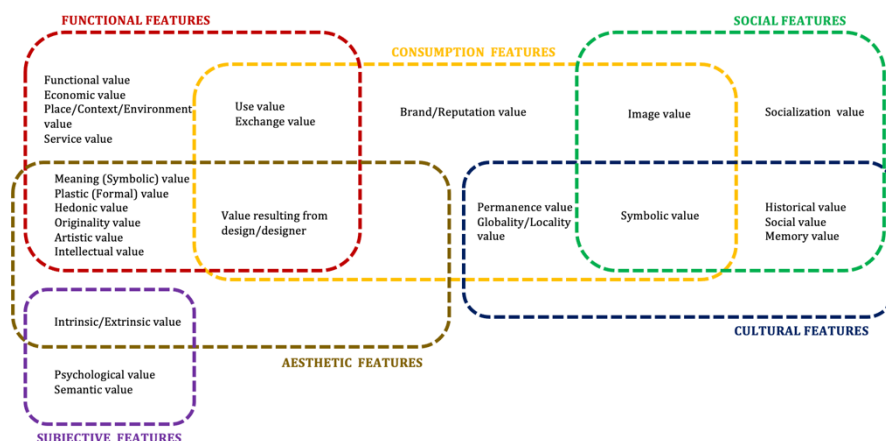 FUNCTIONAL FEATURES
SOCIAL FEATURES
CONSUMPTION FEATURES
Functional value
Economic value
Place/Context/Environment
value
Service value
Use value
Exchange value
Brand/Reputation value
Image value
Socialization value
Meaning (Symbolic) value
Plastic (Formal) value
Hedonic value
Originality value
Artistic value
Intellectual value
Value resulting from
design/designer
Permanence value
Globality/Locality
value
Symbolic value
Historical value
Social value
Memory value
Intrinsic/Extrinsic value
CULTURAL FEATURES
AESTHETIC FEATURES
Psychological value
Semantic value
SUBJECTIVE FEATURES